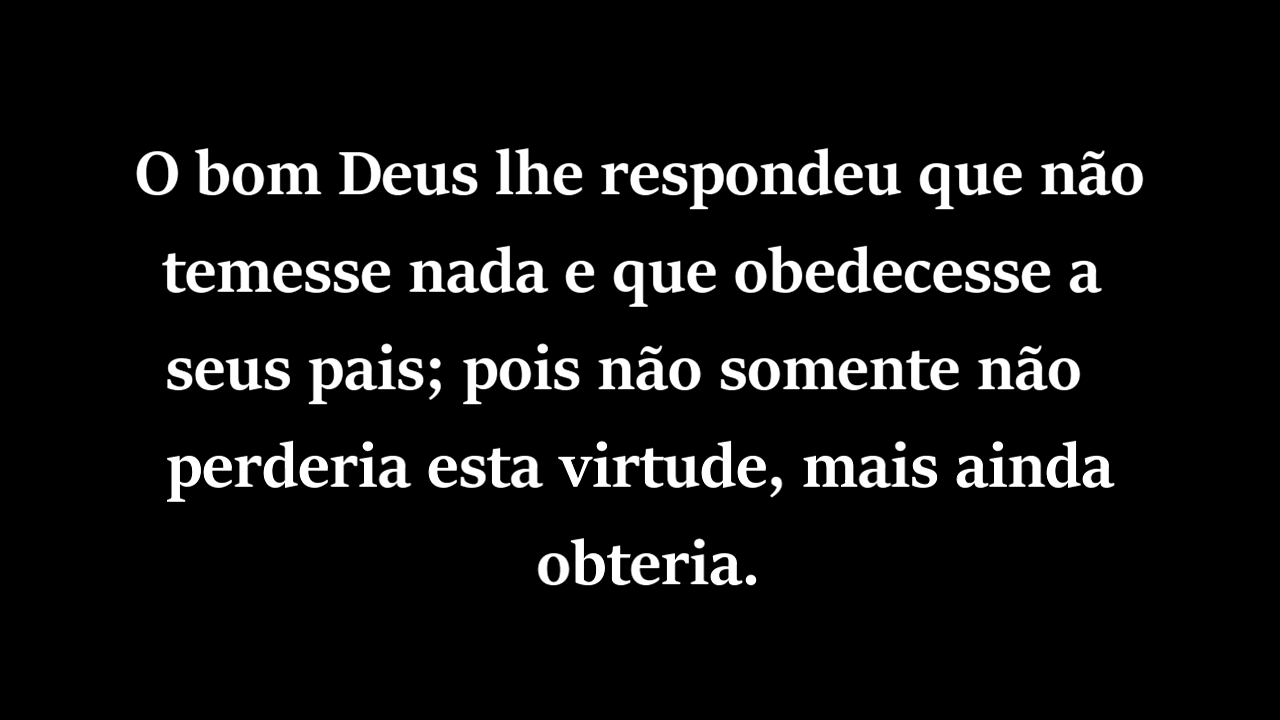 O bom Deus lhe respondeu que não
temesse nada e que obedecesse a
seus pais; pois não somente não
perderia esta virtude, mais ainda
obteria.